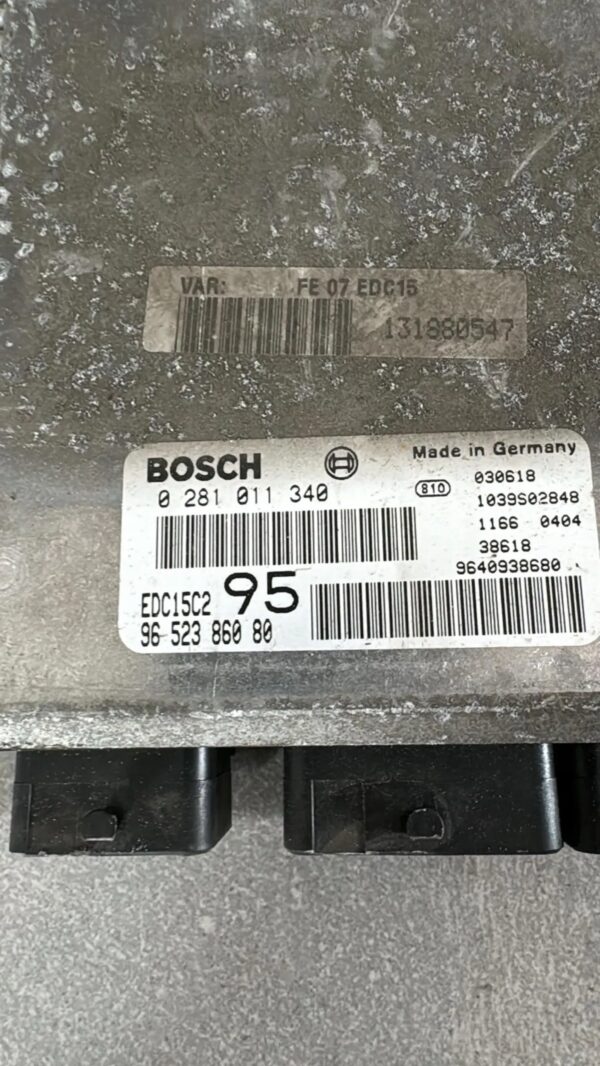 VAR: FE 07 EDC15
131880547
BOSCH
Made in Germany
0 281 011 340
810
030618
1039S02848
1166 0404
38618
9640938680
EDC15C2 95
96 523 860 80